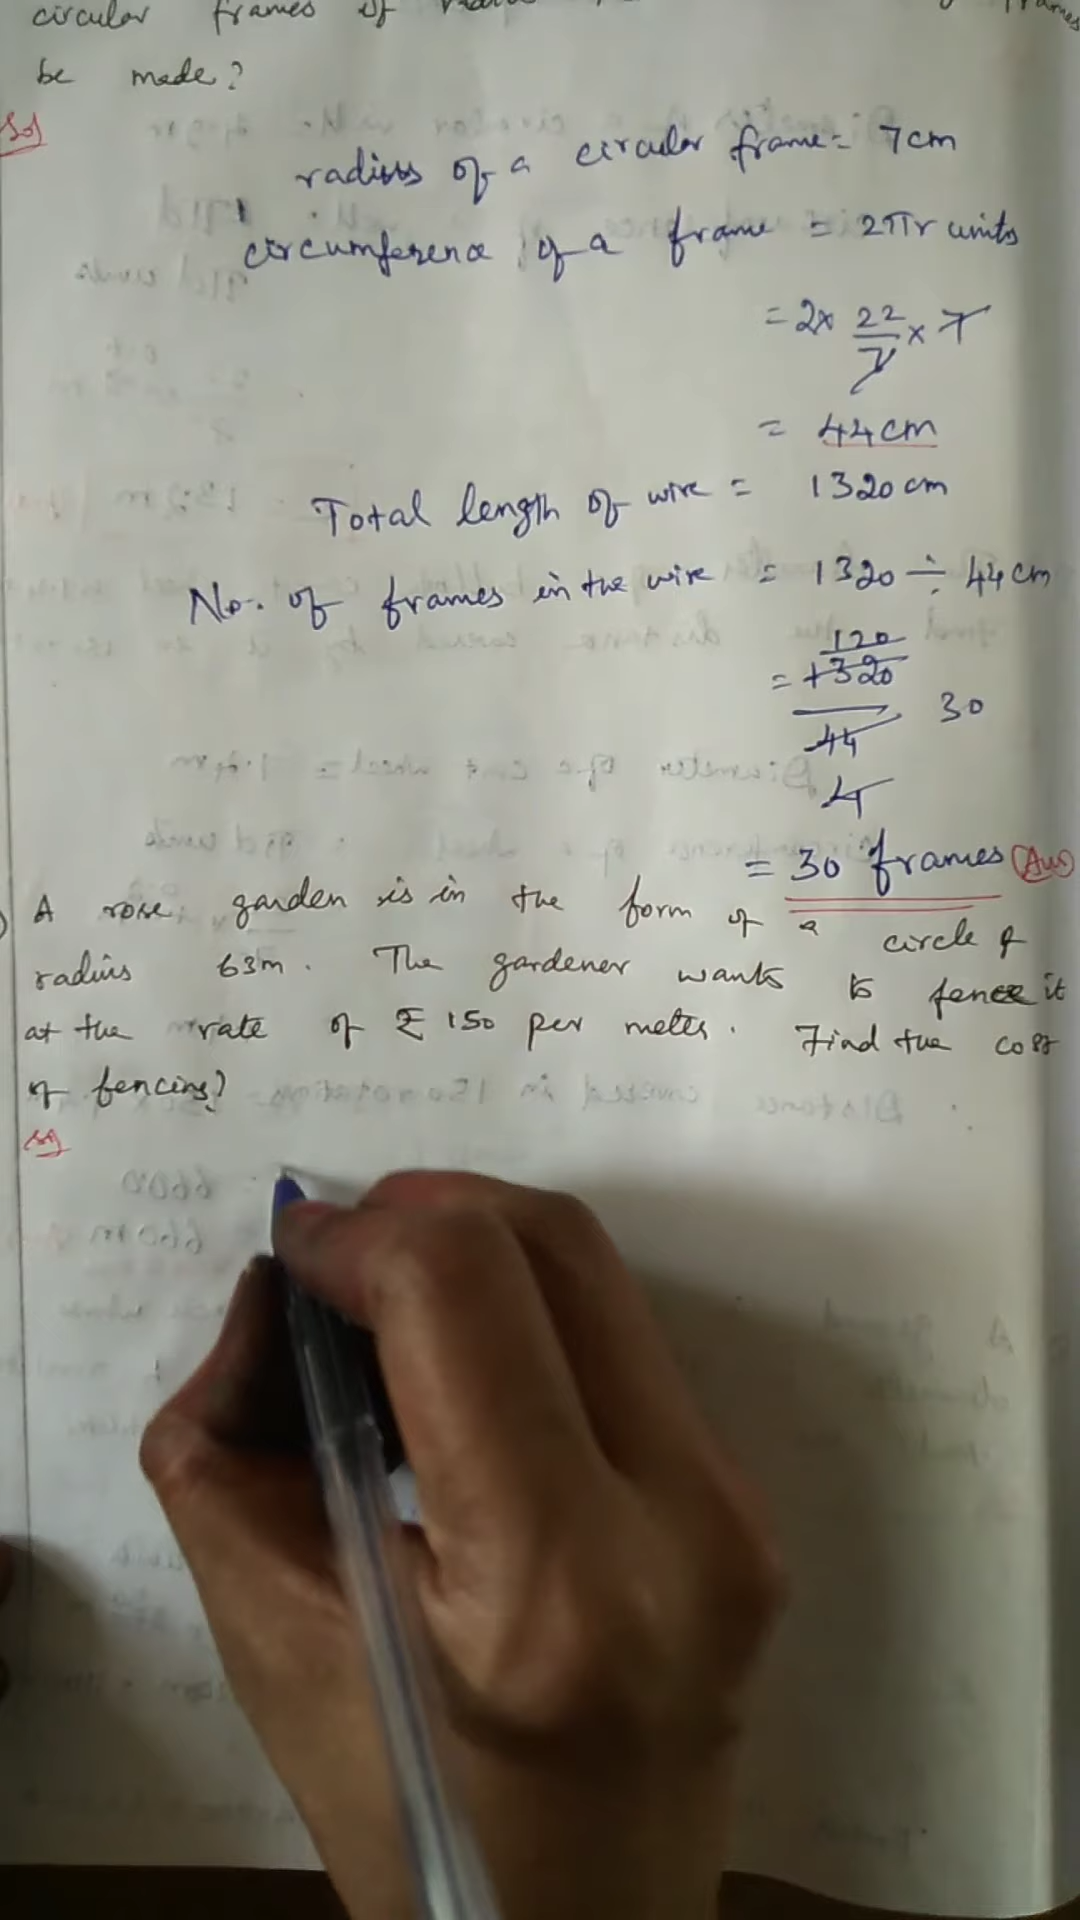 circular frames of
be made?
Sol
radius of a circular frame = 7cm
circumference of a frame = 2πr units
= 2 x 22/7 x 7
= 44cm
Total length of wire = 1320 cm
No. of frames in the wire = 1320 ÷ 44cm
120
= 1320
44
30
4
= 30 frames Ans
A rose garden is in the form of a circle of
radius 63m. The gardener wants to fence it
at the rate of ₹ 150 per meter. Find the cost
of fencing?
Sol